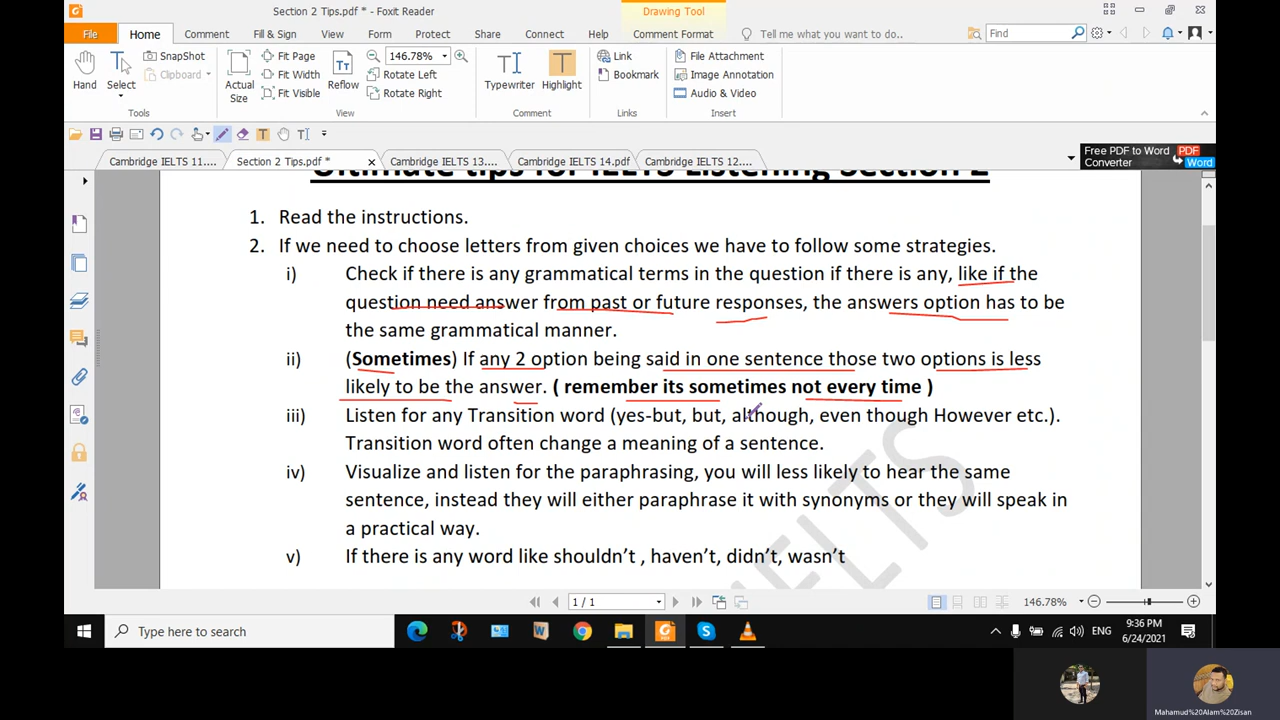 Section 2 Tips.pdf * - Foxit Reader
Drawing Tool
File Home Comment Fill & Sign View Form Protect Share Connect Help Comment Format Tell me what you want to do.. Find
Hand
Select
SnapShot
Clipboard
Actual Size
Fit Page
Fit Width
Fit Visible
Reflow
146.78%
Rotate Left
Rotate Right
Typewriter
Highlight
Link
Bookmark
File Attachment
Image Annotation
Audio & Video
Tools View Comment Links Insert
Cambridge IELTS 11.... Section 2 Tips.pdf * Cambridge IELTS 13.... Cambridge IELTS 14.pdf Cambridge IELTS 12....
Free PDF to Word Converter PDF Word
Ultimate tips for IELTS Listening Section 2
1. Read the instructions.
2. If we need to choose letters from given choices we have to follow some strategies.
i) Check if there is any grammatical terms in the question if there is any, like if the
question need answer from past or future responses, the answers option has to be
the same grammatical manner.
ii) (Sometimes) If any 2 option being said in one sentence those two options is less
likely to be the answer. ( remember its sometimes not every time )
iii) Listen for any Transition word (yes-but, but, although, even though However etc.).
Transition word often change a meaning of a sentence.
iv) Visualize and listen for the paraphrasing, you will less likely to hear the same
sentence, instead they will either paraphrase it with synonyms or they will speak in
a practical way.
v) If there is any word like shouldn't , haven't, didn't, wasn't
IELTS
1 / 1
146.78%
Type here to search
ENG
9:36 PM
6/24/2021
Mahamud%20Alam%20Zisan